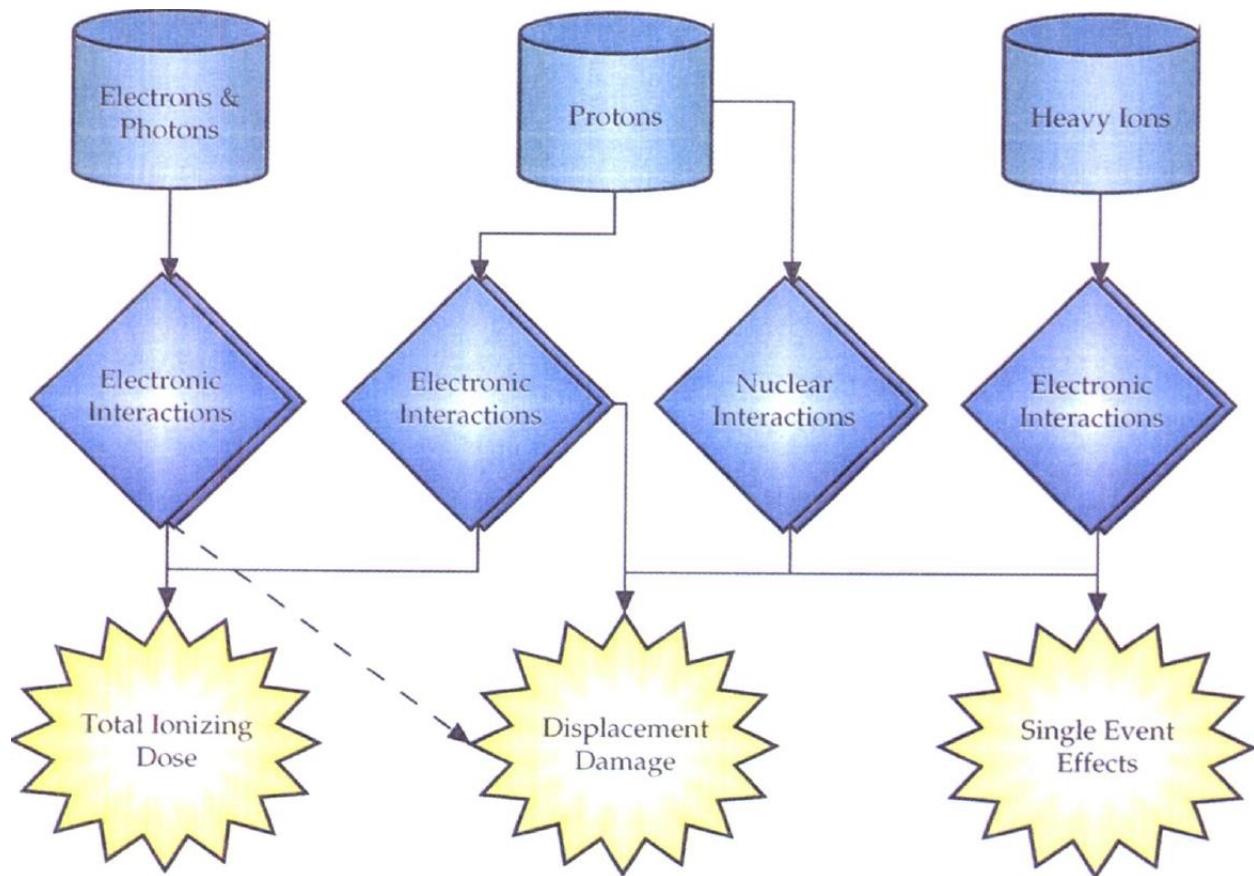 Electrons &
Photons
Protons
Heavy Ions
Electronic
Interactions
Electronic
Interactions
Nuclear
Interactions
Electronic
Interactions
Total Ionizing
Dose
Displacement
Damage
Single Event
Effects